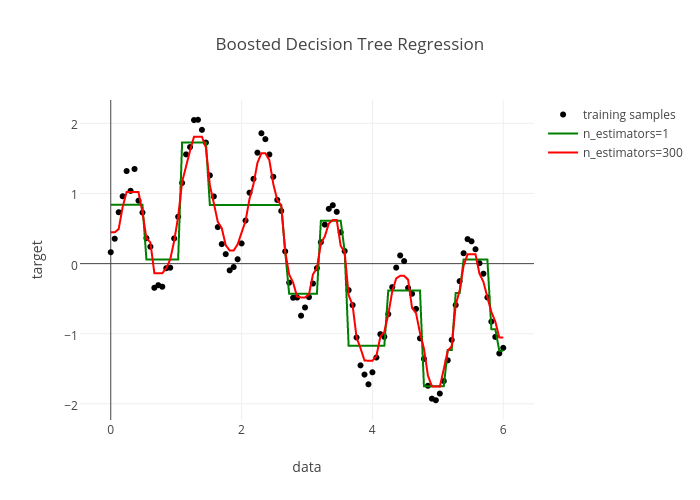 Boosted Decision Tree Regression
training samples
n_estimators=1
n_estimators=300
target
2
1
0
−1
−2
0
2
4
6
data